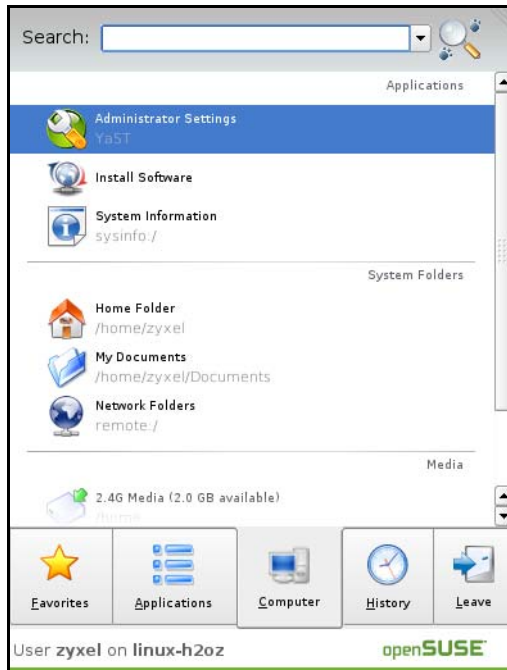 Search:
Applications
Administrator Settings
YaST
Install Software
System Information
sysinfo:/
System Folders
Home Folder
/home/zyxel
My Documents
/home/zyxel/Documents
Network Folders
remote:/
Media
2.4G Media (2.0 GB available)
/home
Favorites
Applications
Computer
History
Leave
User zyxel on linux-h2oz
openSUSE